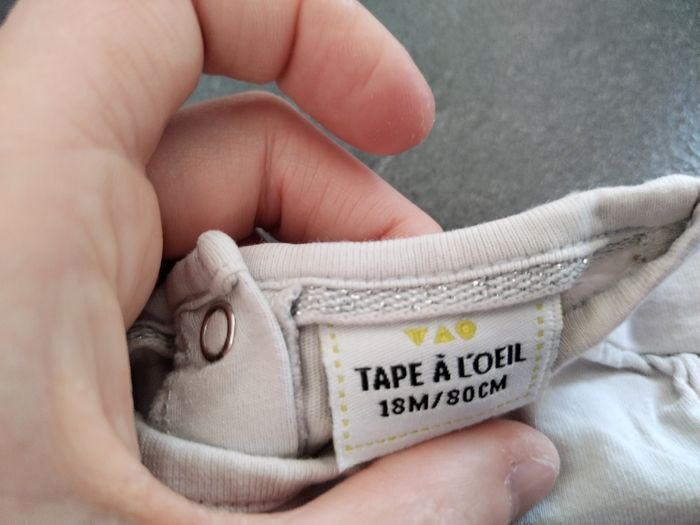 TAO
TAPE À L'OEIL
18M/80CM